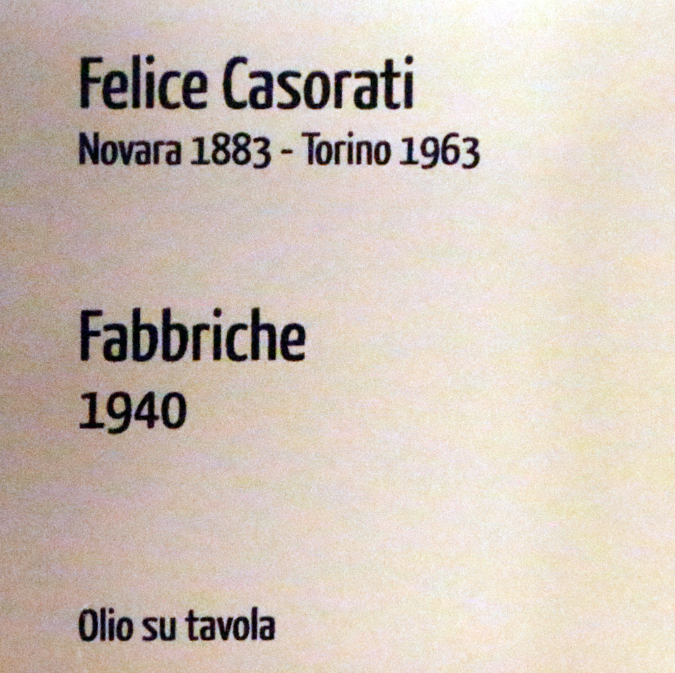 Felice Casorati
Novara 1883 - Torino 1963
Fabbriche
1940
Olio su tavola